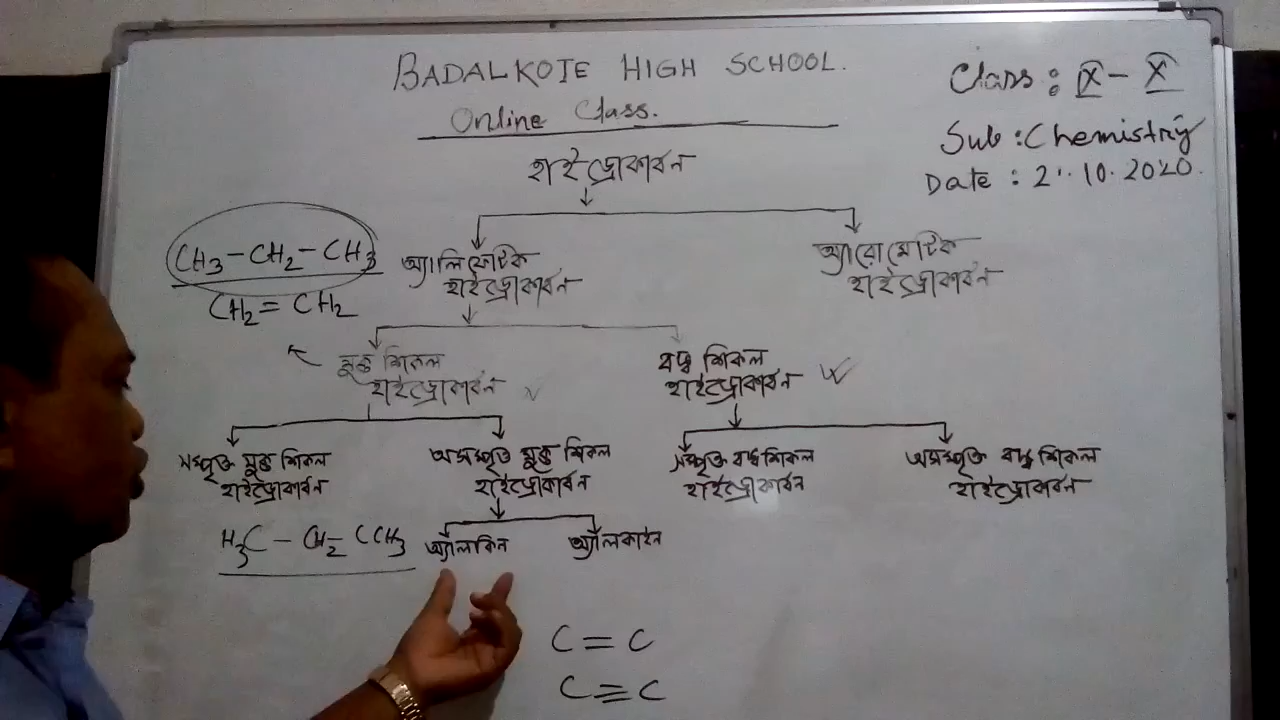 BADALKOTE HIGH SCHOOL.
Online Class.
Class : IX - X
Sub : Chemistry
Date : 2 . 10 . 2020
হাইড্রোকার্বন
CH3 - CH2 - CH3
CH2 = CH2
অ্যালিফেটিক
হাইড্রোকার্বন
অ্যারোমেটিক
হাইড্রোকার্বন
মুক্ত শিকল
হাইড্রোকার্বন
বদ্ধ শিকল
হাইড্রোকার্বন
সম্পৃক্ত মুক্ত শিকল
হাইড্রোকার্বন
অসম্পৃক্ত মুক্ত শিকল
হাইড্রোকার্বন
সম্পৃক্ত বদ্ধ শিকল
হাইড্রোকার্বন
অসম্পৃক্ত বদ্ধ শিকল
হাইড্রোকার্বন
H3C - CH2 CCH3
অ্যালকিন
অ্যালকাইন
C = C
C ≡ C